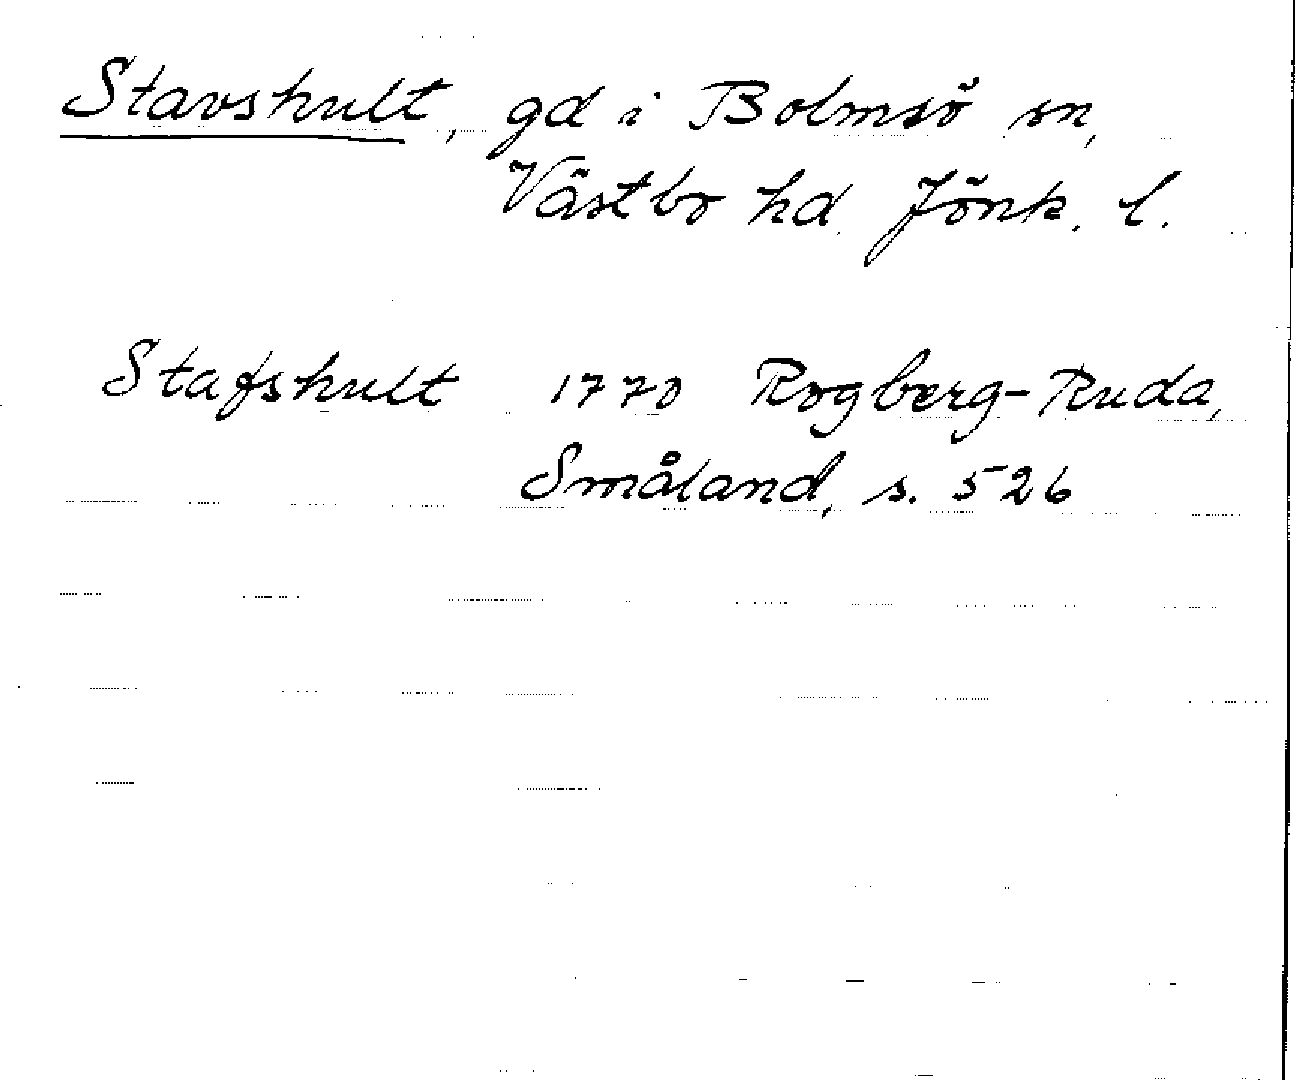 Stavshult, gd i Bolmsö sn,
Västbo hd. Jönk. l.
Stafshult 1770 Rogberg-Ruda,
Småland, s. 526